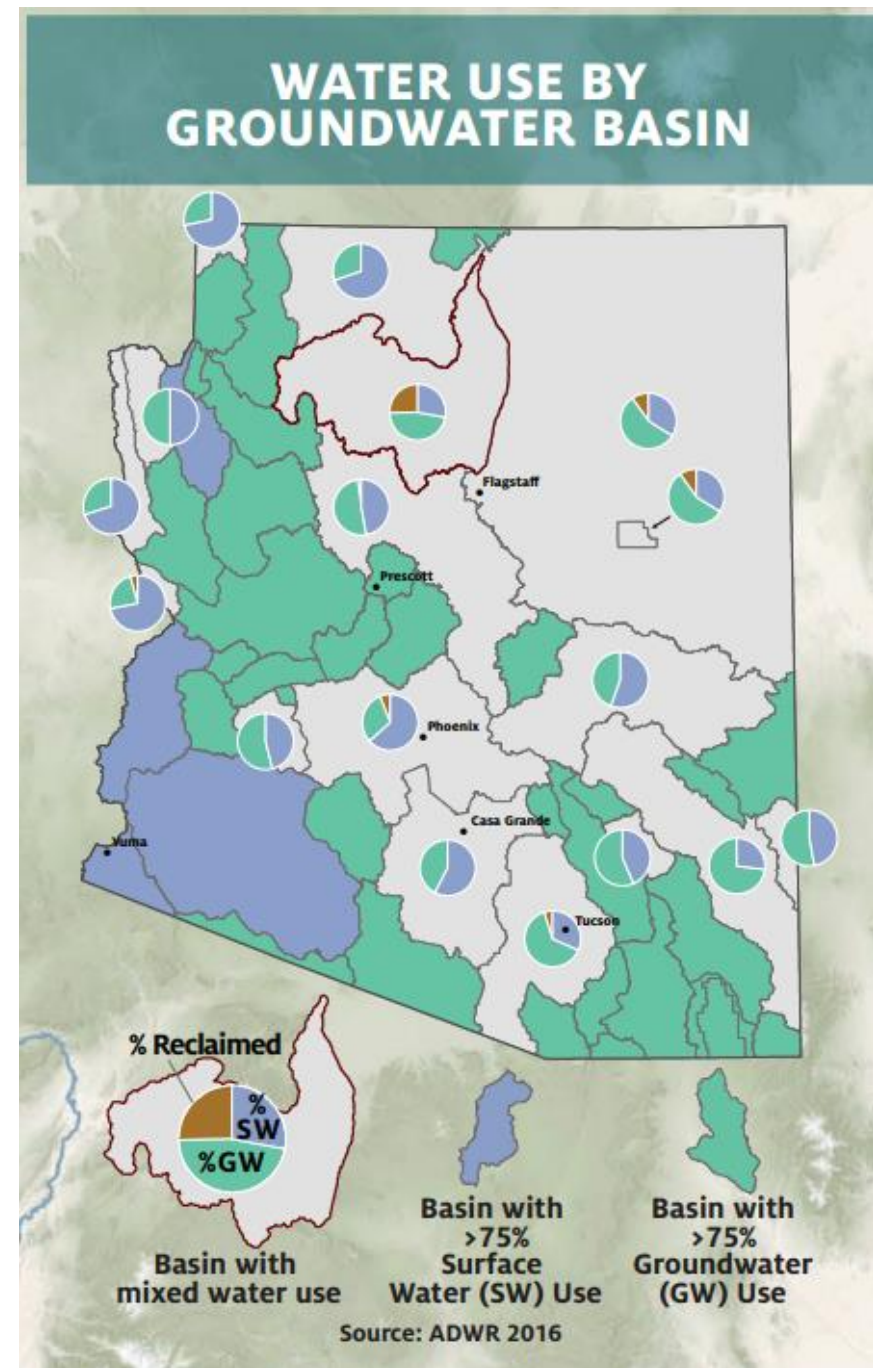 WATER USE BY
GROUNDWATER BASIN
Flagstaff
Prescott
Phoenix
Casa Grande
Yuma
Tucson
% Reclaimed
%
SW
%GW
Basin with
mixed water use
Basin with
>75%
Surface
Water (SW) Use
Basin with
>75%
Groundwater
(GW) Use
Source: ADWR 2016